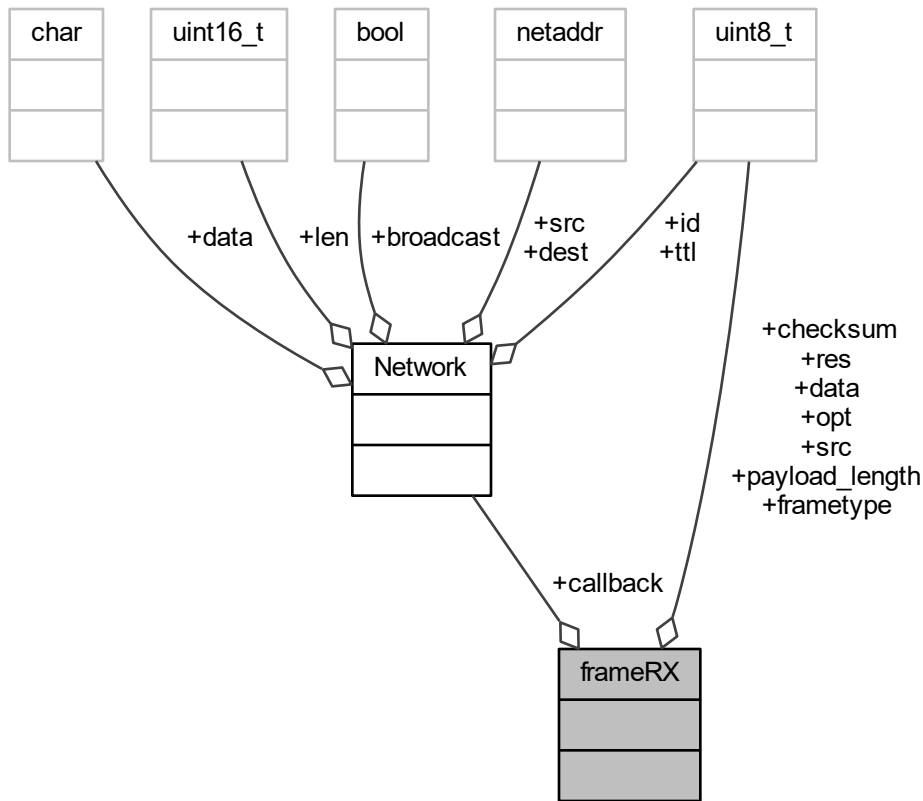 char
uint16_t
bool
netaddr
uint8_t
+data
+len
+broadcast
+src
+dest
+id
+ttl
Network
+checksum
+res
+data
+opt
+src
+payload_length
+frametype
+callback
frameRX